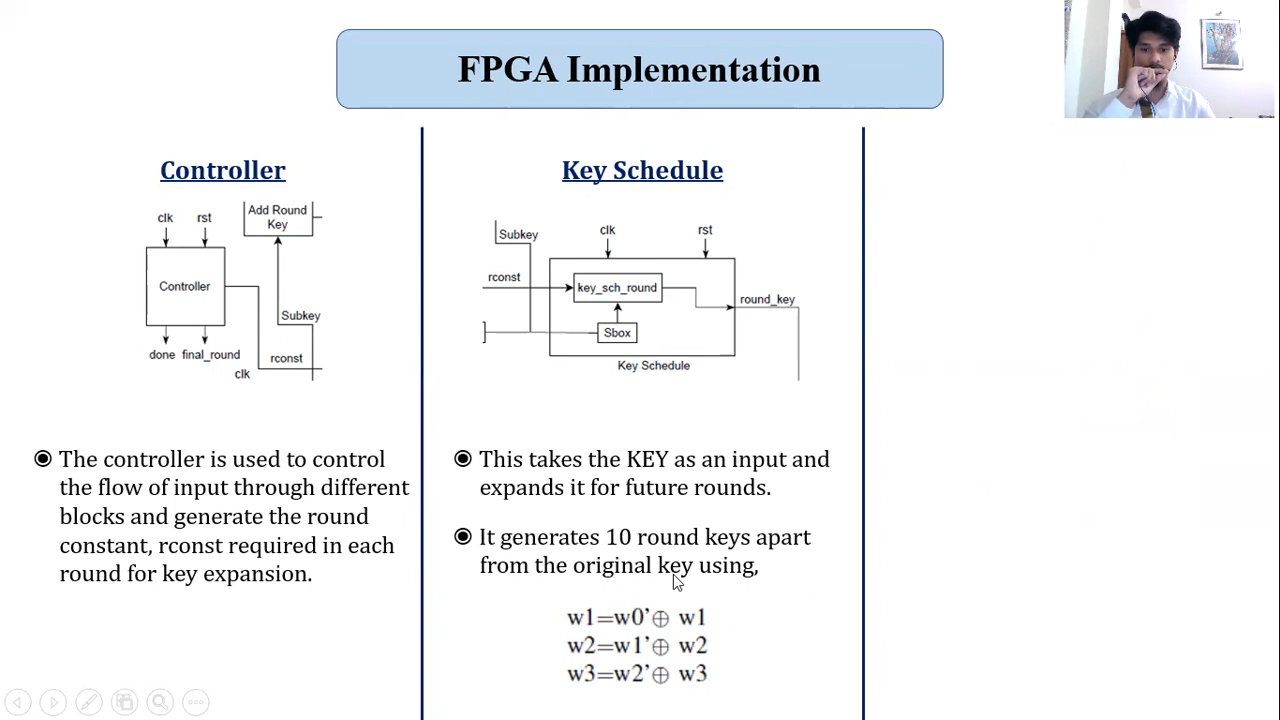 FPGA Implementation
Controller
clk
rst
Add Round
Key
Controller
Subkey
done
final_round
rconst
clk
The controller is used to control
the flow of input through different
blocks and generate the round
constant, rconst required in each
round for key expansion.
Key Schedule
Subkey
clk
rst
rconst
key_sch_round
round_key
Sbox
Key Schedule
This takes the KEY as an input and
expands it for future rounds.
It generates 10 round keys apart
from the original key using,
w1=w0’⊕ w1
w2=w1’⊕ w2
w3=w2’⊕ w3